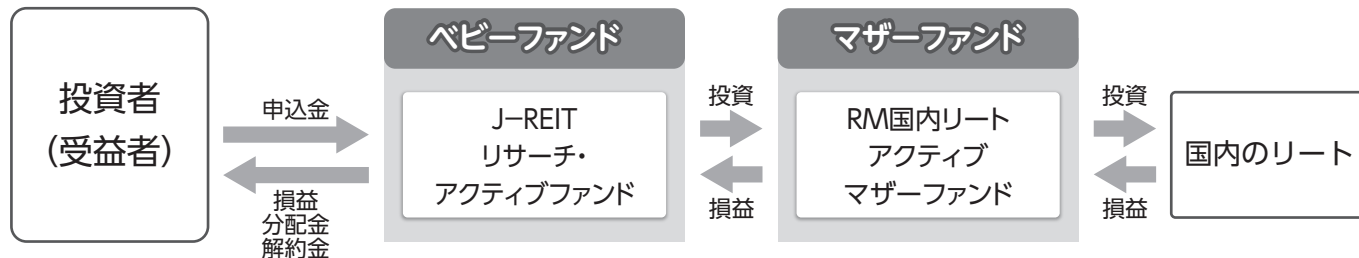 投資者
(受益者)
申込金
損益
分配金
解約金
ベビーファンド
J-REIT
リサーチ・
アクティブファンド
投資
損益
マザーファンド
RM国内リート
アクティブ
マザーファンド
投資
損益
国内のリート